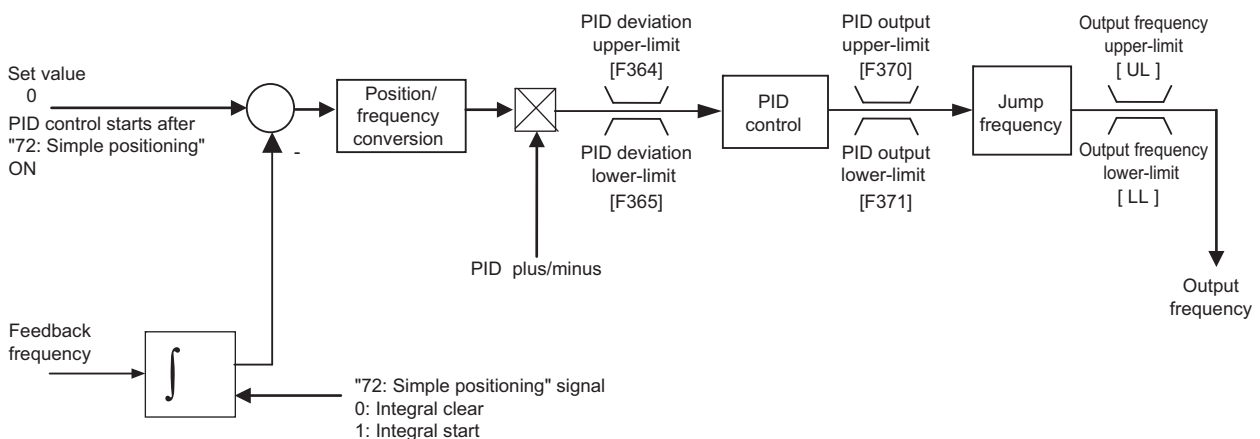 Set value
0
PID control starts after
"72: Simple positioning"
ON
-
Position/
frequency
conversion
PID plus/minus
PID deviation
upper-limit
[F364]
PID deviation
lower-limit
[F365]
PID
control
PID output
upper-limit
[F370]
PID output
lower-limit
[F371]
Jump
frequency
Output frequency
upper-limit
[ UL ]
Output frequency
lower-limit
[ LL ]
Output
frequency
Feedback
frequency
∫
"72: Simple positioning" signal
0: Integral clear
1: Integral start